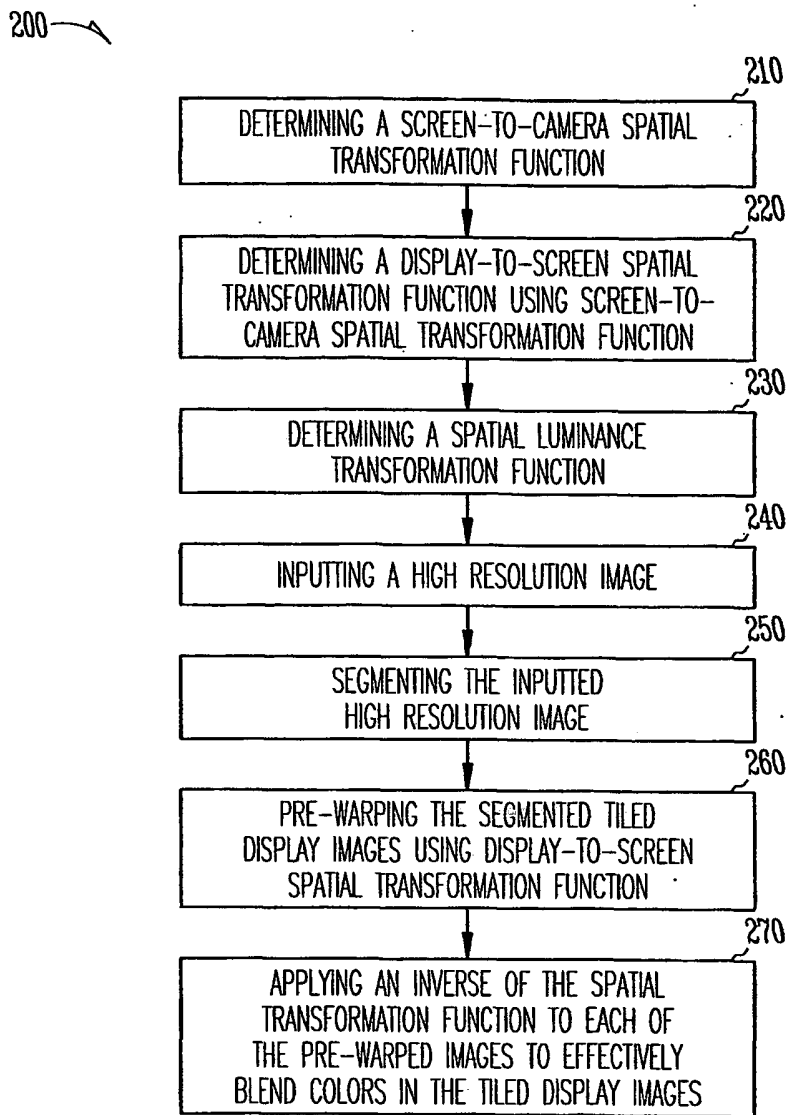 200
210
DETERMINING A SCREEN-TO-CAMERA SPATIAL
TRANSFORMATION FUNCTION
220
DETERMINING A DISPLAY-TO-SCREEN SPATIAL
TRANSFORMATION FUNCTION USING SCREEN-TO-
CAMERA SPATIAL TRANSFORMATION FUNCTION
230
DETERMINING A SPATIAL LUMINANCE
TRANSFORMATION FUNCTION
240
INPUTTING A HIGH RESOLUTION IMAGE
250
SEGMENTING THE INPUTTED
HIGH RESOLUTION IMAGE
260
PRE-WARPING THE SEGMENTED TILED
DISPLAY IMAGES USING DISPLAY-TO-SCREEN
SPATIAL TRANSFORMATION FUNCTION
270
APPLYING AN INVERSE OF THE SPATIAL
TRANSFORMATION FUNCTION TO EACH OF
THE PRE-WARPED IMAGES TO EFFECTIVELY
BLEND COLORS IN THE TILED DISPLAY IMAGES